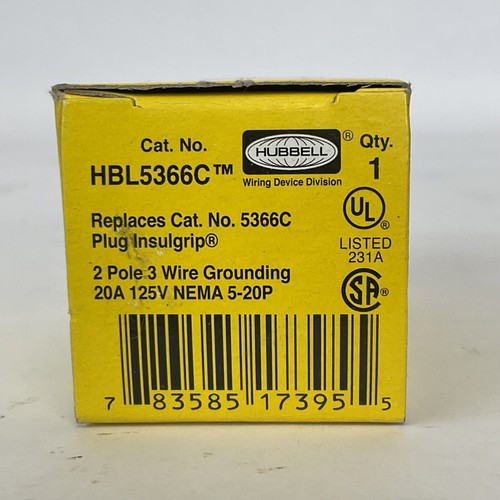 Cat. No.
HBL5366C™
HUBBELL®
Wiring Device Division
Qty.
1
Replaces Cat. No. 5366C
Plug Insulgrip®
UL®
LISTED
231A
2 Pole 3 Wire Grounding
20A 125V NEMA 5-20P
SA®
7 83585 17395 5